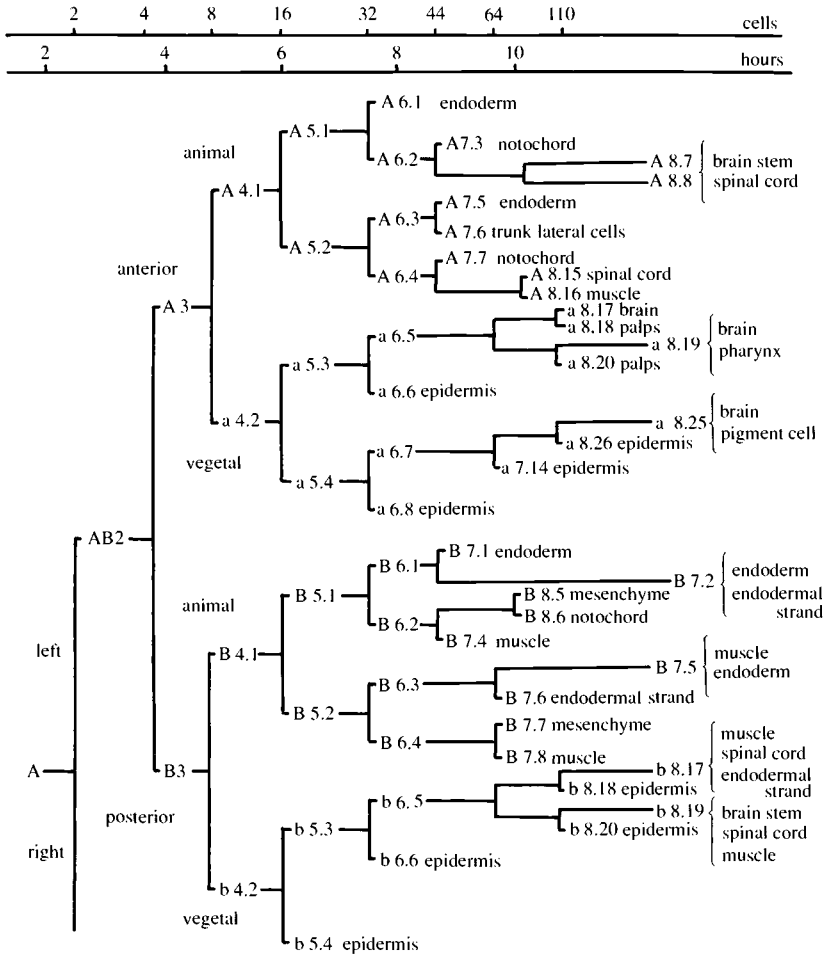 2 4 8 16 32 44 64 110 cells
2 4 6 8 10 hours
A 6.1 endoderm
A 5.1
animal
A7.3 notochord
A 6.2
A 8.7 brain stem
A 8.8 spinal cord
A 4.1
A 7.5 endoderm
A 6.3
A 7.6 trunk lateral cells
A 5.2
A 7.7 notochord
anterior
A 6.4
A 8.15 spinal cord
A 8.16 muscle
A 3
a 8.17 brain
a 8.18 palps
a 6.5
a 8.19 brain
pharynx
a 5.3
a 8.20 palps
a 6.6 epidermis
a 4.2
a 8.25 brain
pigment cell
a 8.26 epidermis
a 6.7
vegetal
a 7.14 epidermis
a 5.4
a 6.8 epidermis
AB2
B 7.1 endoderm
B 6.1
B 7.2 endoderm
endodermal
strand
B 5.1
animal
B 8.5 mesenchyme
B 8.6 notochord
B 6.2
B 7.4 muscle
left
B 4.1
B 7.5 muscle
endoderm
B 6.3
B 7.6 endodermal strand
B 5.2
B 7.7 mesenchyme
B 6.4
B 7.8 muscle
A
B3
b 8.17 muscle
spinal cord
endodermal
strand
b 8.18 epidermis
b 6.5
posterior
b 8.19 brain stem
spinal cord
muscle
b 5.3
b 8.20 epidermis
right
b 6.6 epidermis
b 4.2
vegetal
b 5.4 epidermis